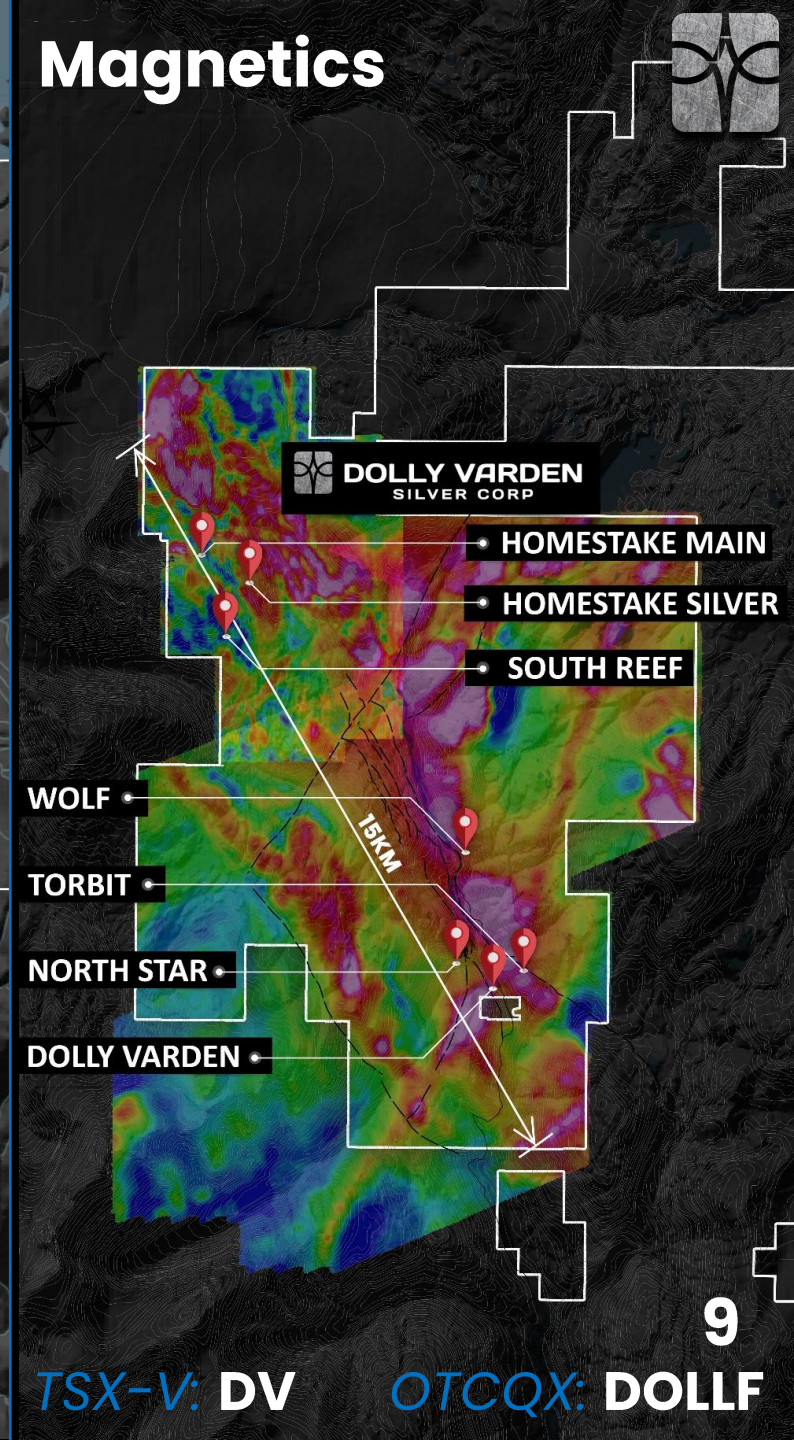 Magnetics
DOLLY VARDEN
SILVER CORP
HOMESTAKE MAIN
HOMESTAKE SILVER
SOUTH REEF
WOLF
15KM
TORBIT
NORTH STAR
DOLLY VARDEN
9
TSX-V: DV OTCQX: DOLLF